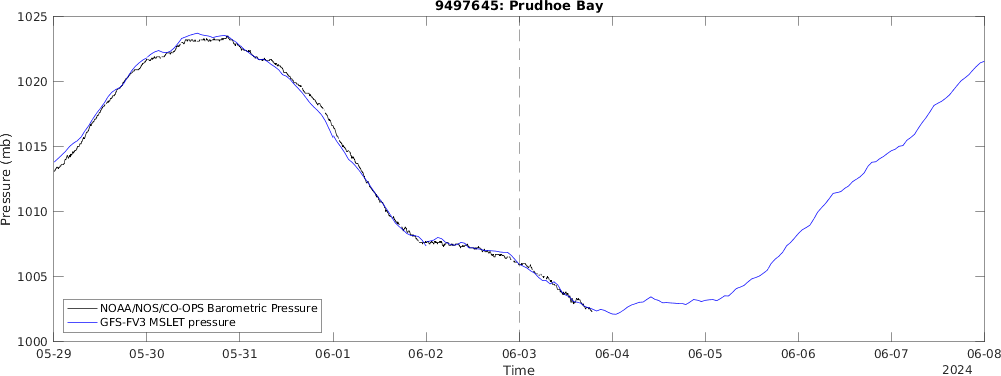 9497645: Prudhoe Bay
1025
1020
1015
1010
1005
1000
Pressure (mb)
NOAA/NOS/CO-OPS Barometric Pressure
GFS-FV3 MSLET pressure
05-29 05-30 05-31 06-01 06-02 06-03 06-04 06-05 06-06 06-07 06-08
Time
2024